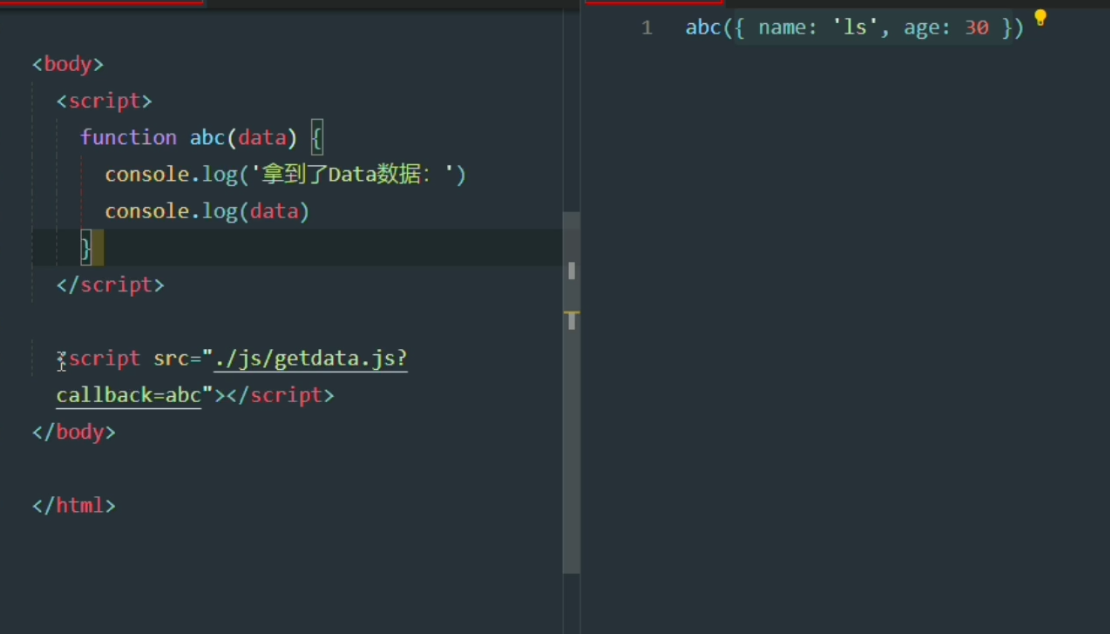 <body>
<script>
function abc(data) {
console.log('拿到了Data数据：')
console.log(data)
}
</script>
<script src="./js/getdata.js?
callback=abc"></script>
</body>
</html>
1 abc({ name: 'ls', age: 30 })